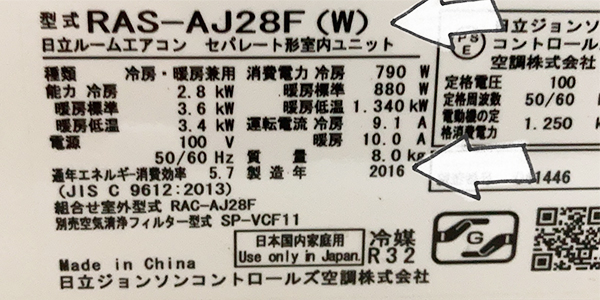 型式 RAS-AJ28F (W)
日立ルームエアコン セパレート形室内ユニット
種類 冷房・暖房兼用
能力 冷房 2.8 kW
暖房標準 3.6 kW
暖房低温 3.4 kW
電源 100 V
50/60 Hz
消費電力 冷房 790 W
暖房標準 880 W
暖房低温 1.340 kW
運転電流 冷房 9.1 A
暖房 10.0 A
質量 8.0 kg
製造年 2016
通年エネルギー消費効率 5.7
(JIS C 9612:2013)
組合せ室外型式 RAC-AJ28F
別売空気清浄フィルター型式 SP-VCF11
日本国内家庭用
Use only in Japan.
冷媒
R32
Made in China
日立ジョンソンコントロールズ空調株式会社
PS
E
日立ジョンソン
コントロールズ
空調株式会社
定格電圧 100
定格周波数 50/60
電動機の定
格消費電力 1.250
1446
G